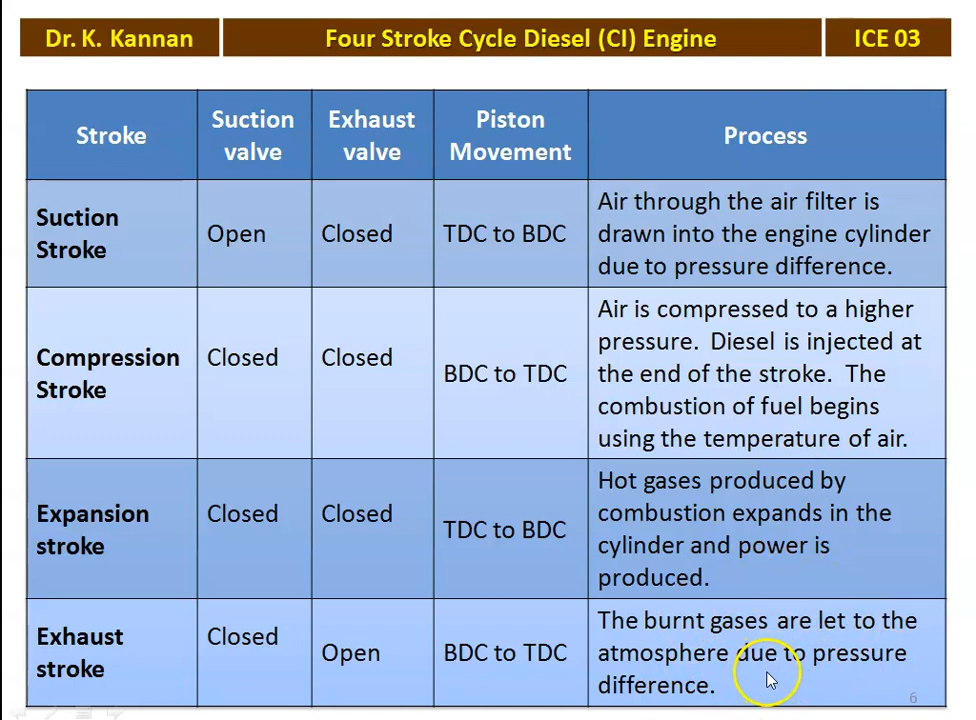 Dr. K. Kannan
Four Stroke Cycle Diesel (CI) Engine
ICE 03
Stroke
Suction
valve
Exhaust
valve
Piston
Movement
Process
Suction
Stroke
Open
Closed
TDC to BDC
Air through the air filter is
drawn into the engine cylinder
due to pressure difference.
Compression
Stroke
Closed
Closed
BDC to TDC
Air is compressed to a higher
pressure. Diesel is injected at
the end of the stroke. The
combustion of fuel begins
using the temperature of air.
Expansion
stroke
Closed
Closed
TDC to BDC
Hot gases produced by
combustion expands in the
cylinder and power is
produced.
Exhaust
stroke
Closed
Open
BDC to TDC
The burnt gases are let to the
atmosphere due to pressure
difference.
6